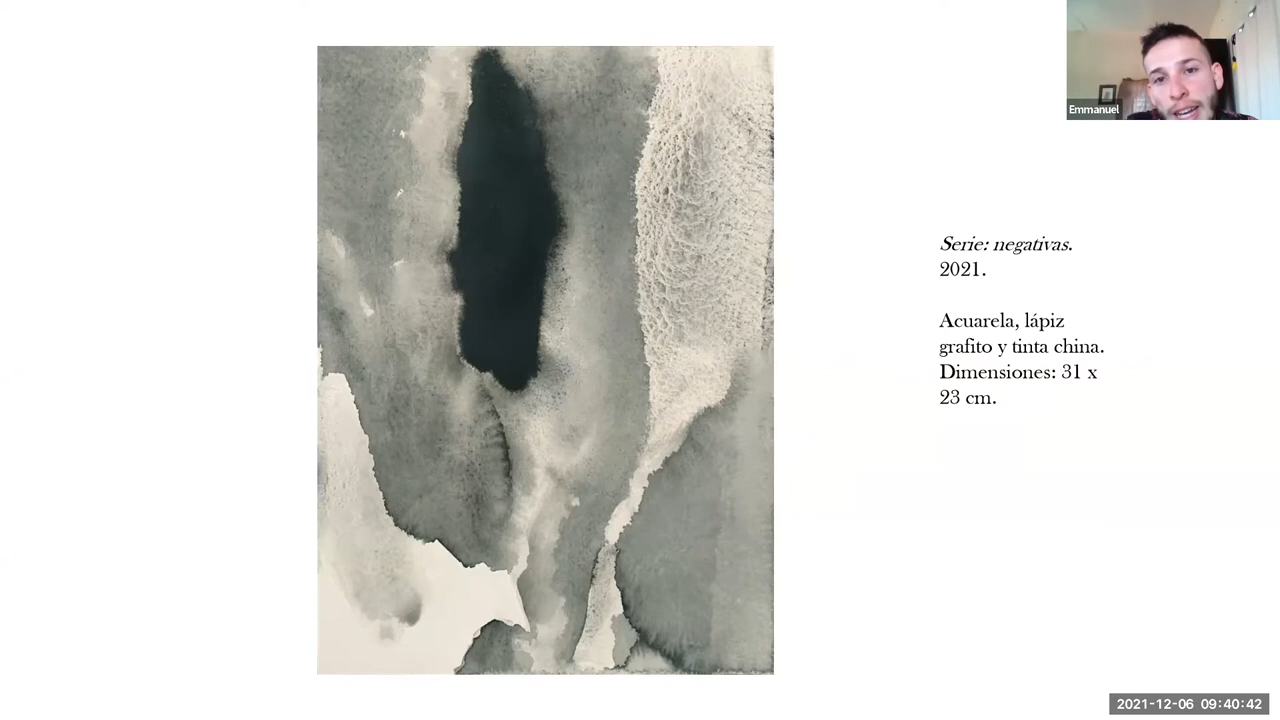 Emmanuel
Serie: negativas.
2021.
Acuarela, lápiz
grafito y tinta china.
Dimensiones: 31 x
23 cm.
2021-12-06 09:40:42